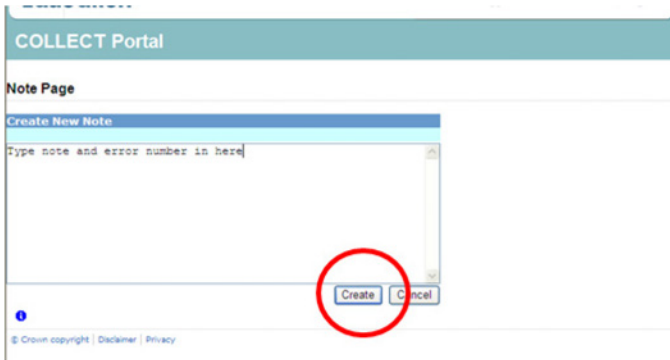 COLLECT Portal
Note Page
Create New Note
Type note and error number in here
Create Cancel
© Crown copyright | Disclaimer | Privacy